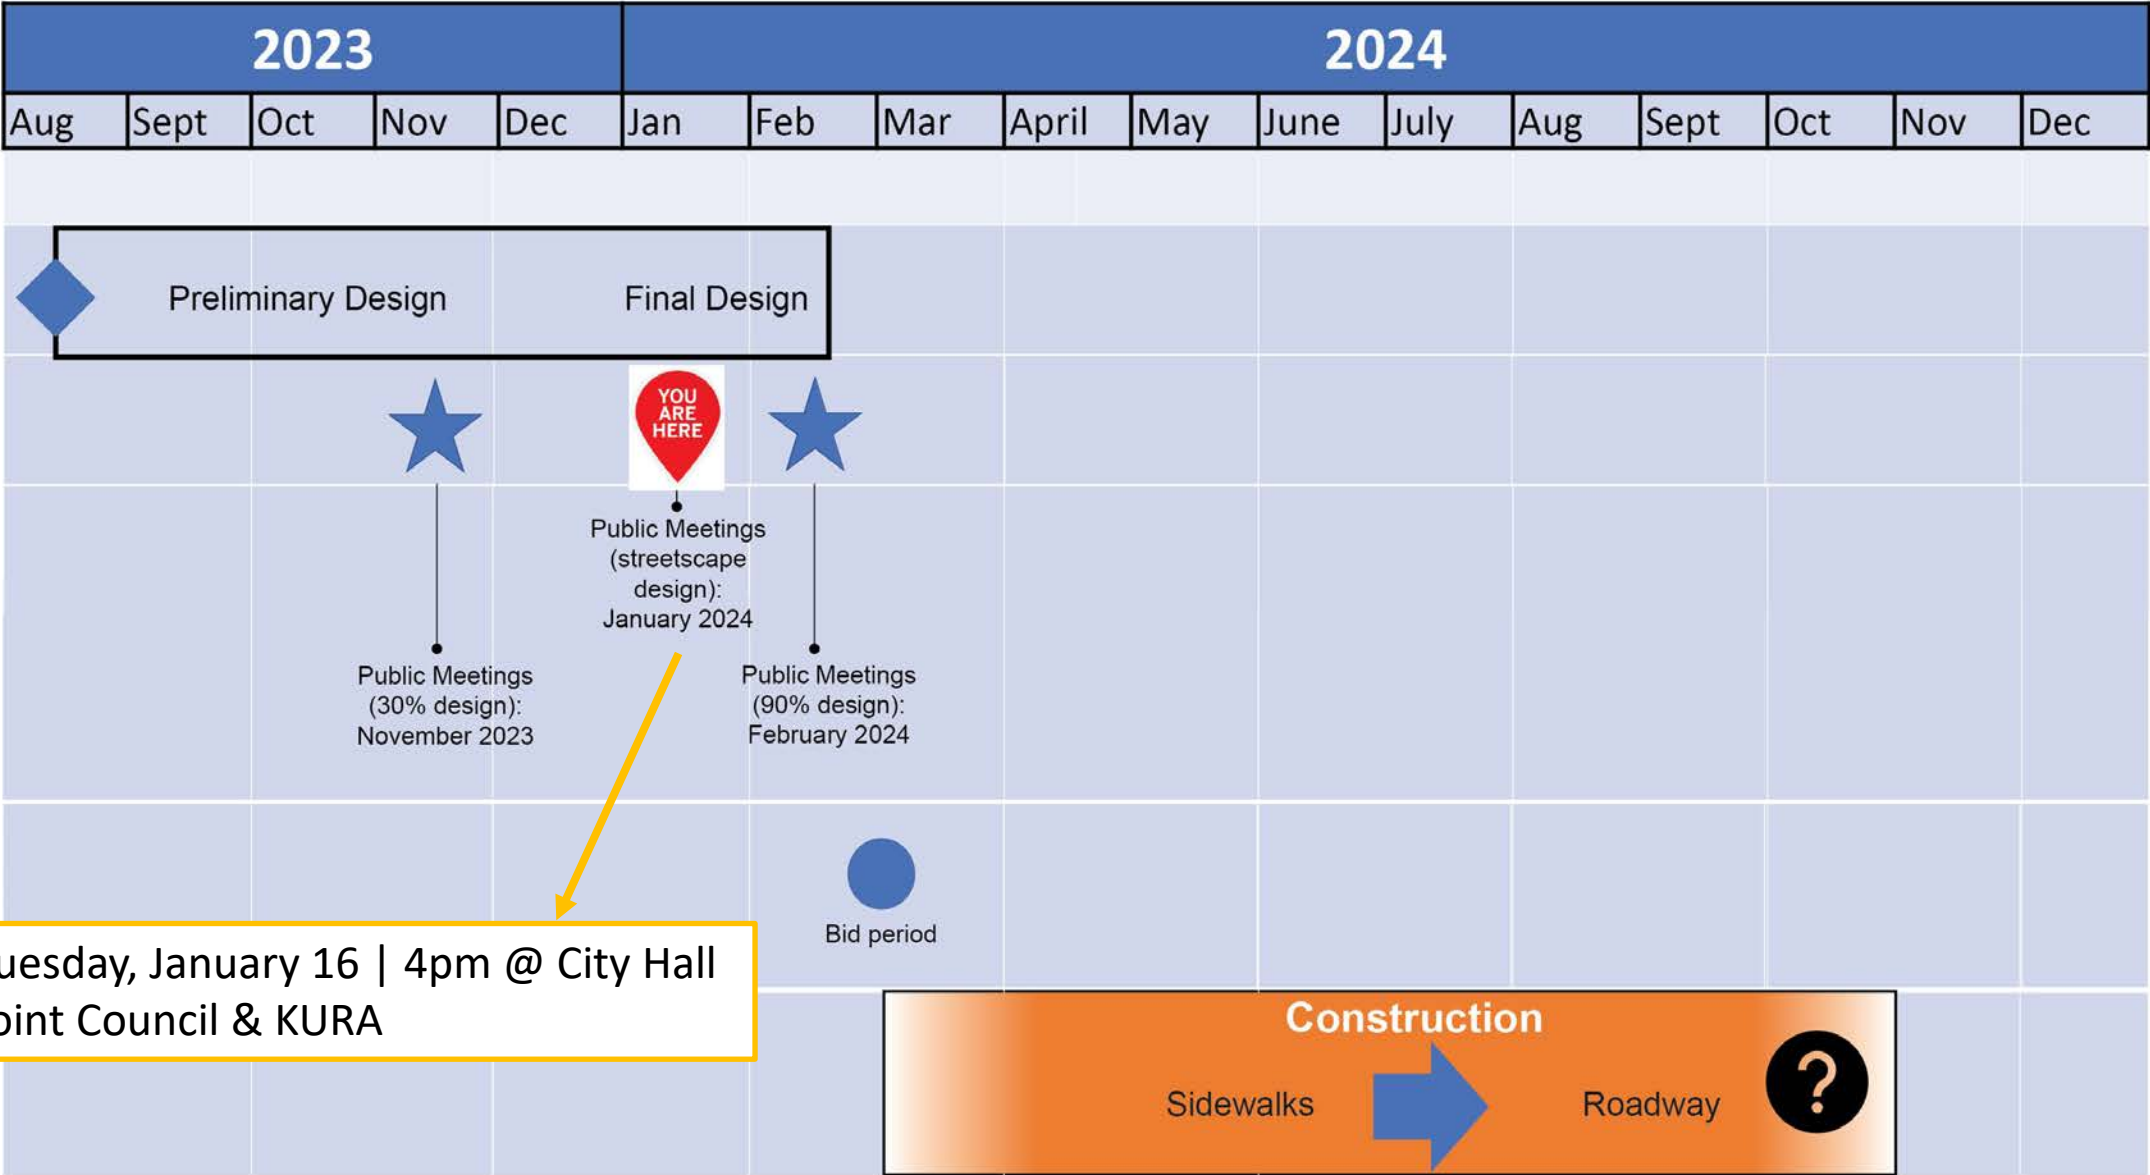 2023 2024
Aug Sept Oct Nov Dec Jan Feb Mar April May June July Aug Sept Oct Nov Dec
Preliminary Design Final Design
YOU
ARE
HERE
Public Meetings
(streetscape
design):
January 2024
Public Meetings
(30% design):
November 2023
Public Meetings
(90% design):
February 2024
Bid period
uesday, January 16 | 4pm @ City Hall
oint Council & KURA
Construction
Sidewalks Roadway
?